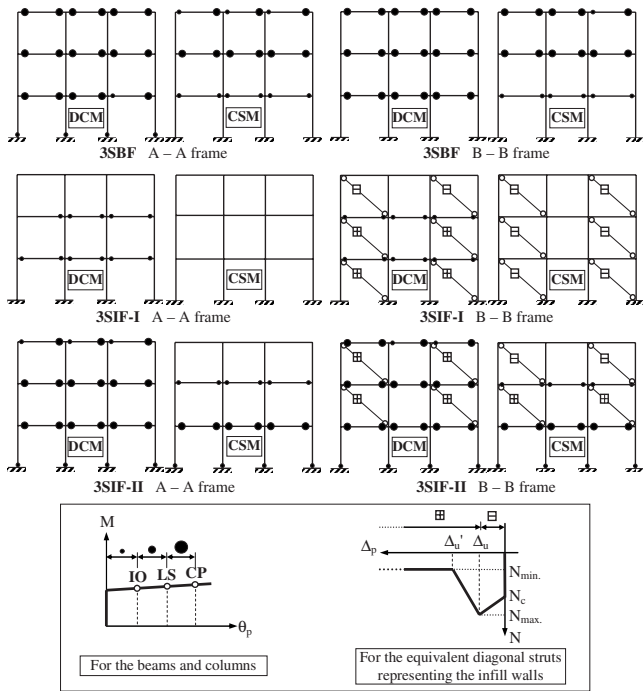 DCM CSM DCM CSM
3SBF A – A frame 3SBF B – B frame
DCM CSM DCM CSM
3SIF-I A – A frame 3SIF-I B – B frame
DCM CSM DCM CSM
3SIF-II A – A frame 3SIF-II B – B frame
M
IO LS CP
θp
For the beams and columns
Δp Δu' Δu
Nmin.
Nc
Nmax.
N
For the equivalent diagonal struts
representing the infill walls